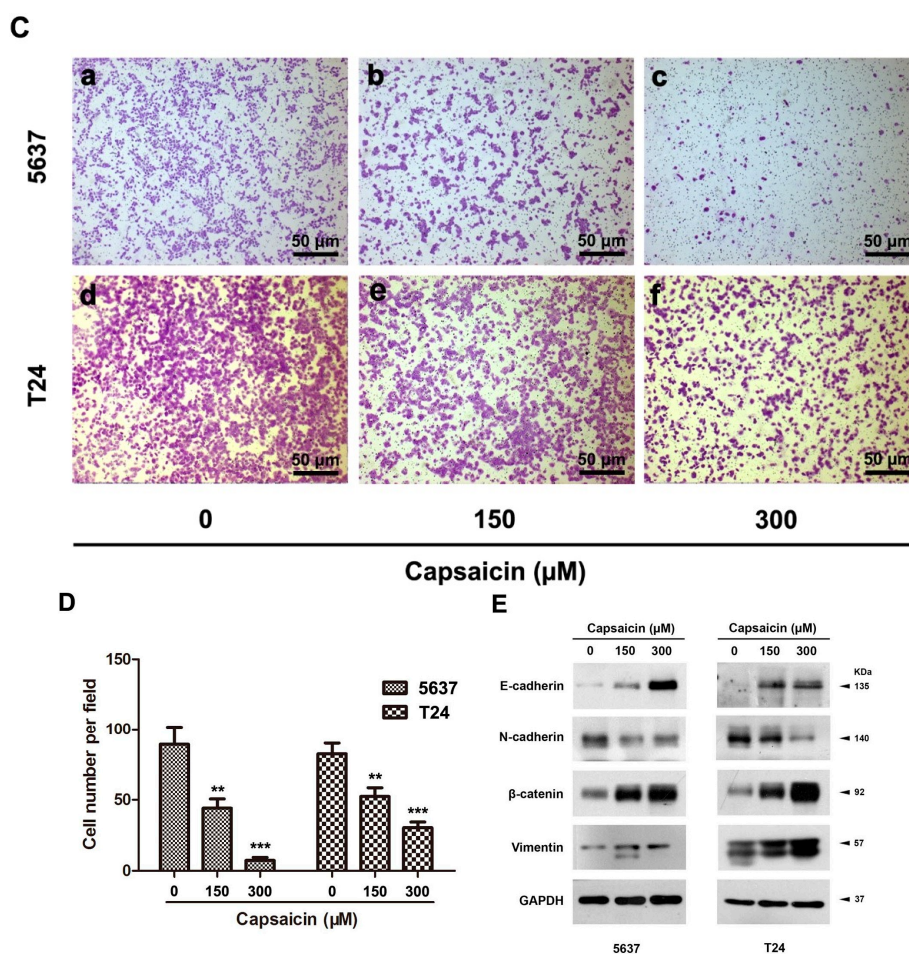 C
5637
a
50 µm
b
50 µm
c
50 µm
T24
d
50 µm
e
50 µm
f
50 µm
0 150 300
Capsaicin (µM)
D
Cell number per field
150
100
50
0
5637
T24
** *** ** ***
0 150 300 0 150 300
Capsaicin (µM)
E
Capsaicin (µM) Capsaicin (µM)
0 150 300 0 150 300
KDa
E-cadherin 135
N-cadherin 140
β-catenin 92
Vimentin 57
GAPDH 37
5637 T24